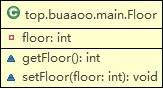 top.buaaoo.main.Floor
floor: int
getFloor(): int
setFloor(floor: int): void